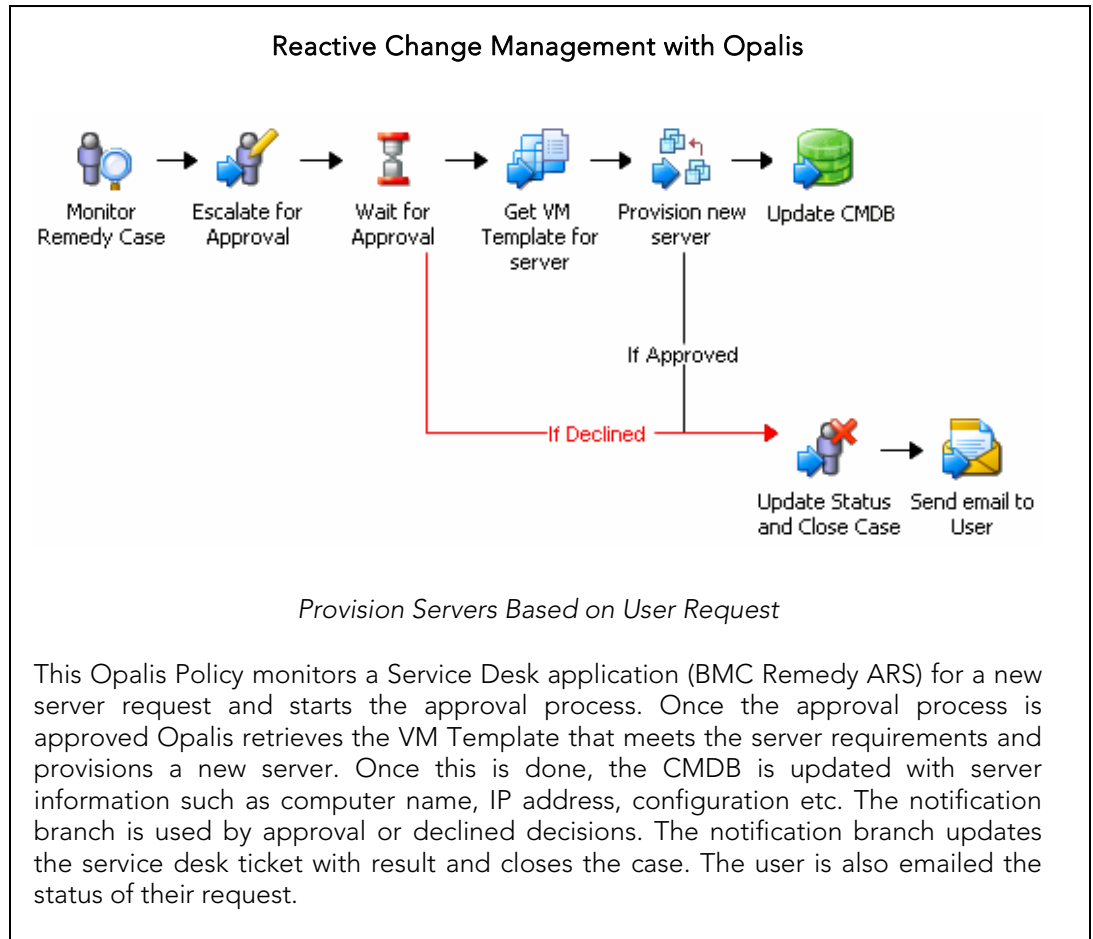 Reactive Change Management with Opalis
Monitor
Remedy Case
Escalate for
Approval
Wait for
Approval
Get VM
Template for
server
Provision new
server
Update CMDB
If Approved
If Declined
Update Status
and Close Case
Send email to
User
Provision Servers Based on User Request
This Opalis Policy monitors a Service Desk application (BMC Remedy ARS) for a new
server request and starts the approval process. Once the approval process is
approved Opalis retrieves the VM Template that meets the server requirements and
provisions a new server. Once this is done, the CMDB is updated with server
information such as computer name, IP address, configuration etc. The notification
branch is used by approval or declined decisions. The notification branch updates
the service desk ticket with result and closes the case. The user is also emailed the
status of their request.